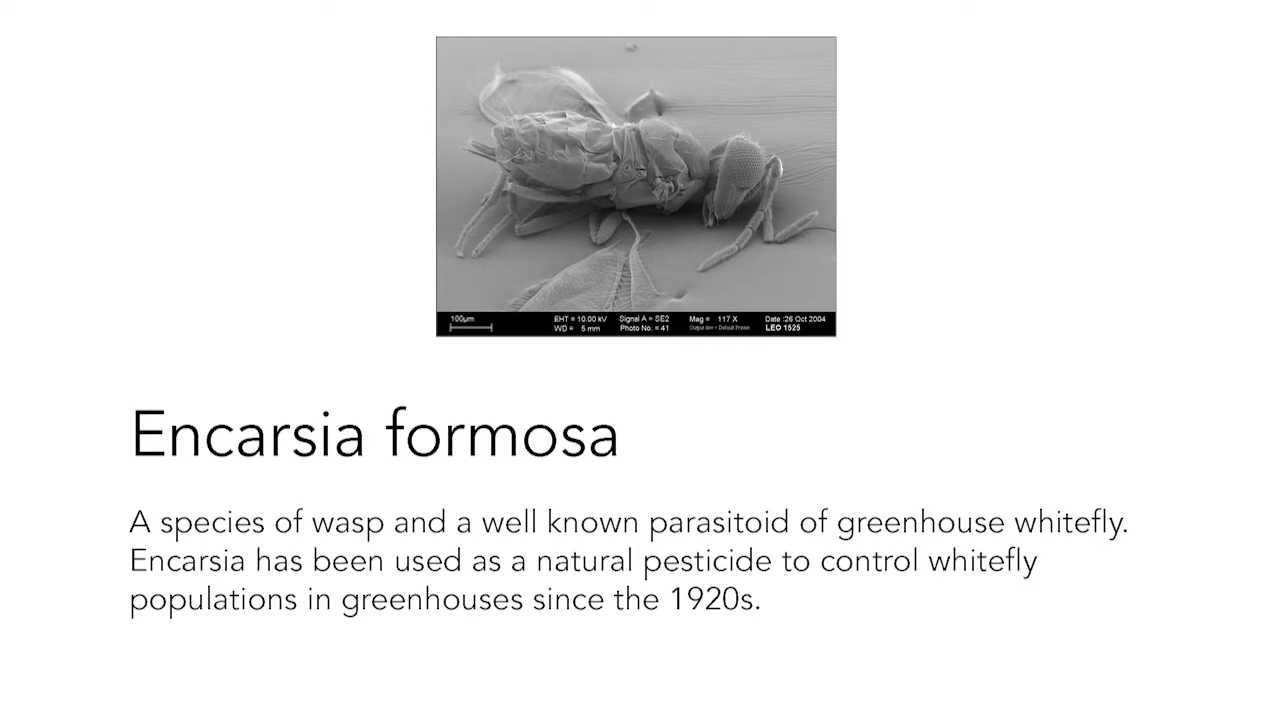 100µm EHT = 10.00 kV Signal A = SE2 Mag = 117 X Date :26 Oct 2004
WD = 5 mm Photo No. = 41 Output dev = Default Printer LEO 1525
Encarsia formosa
A species of wasp and a well known parasitoid of greenhouse whitefly.
Encarsia has been used as a natural pesticide to control whitefly
populations in greenhouses since the 1920s.